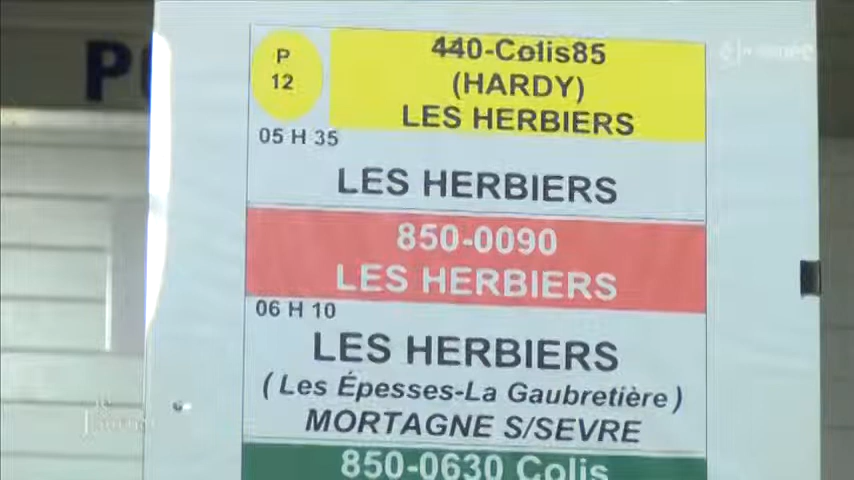 P
12
440-Colis85
(HARDY)
LES HERBIERS
05 H 35
LES HERBIERS
850-0090
LES HERBIERS
06 H 10
LES HERBIERS
(Les Épesses-La Gaubretière)
MORTAGNE S/SEVRE
850-0630 Colis